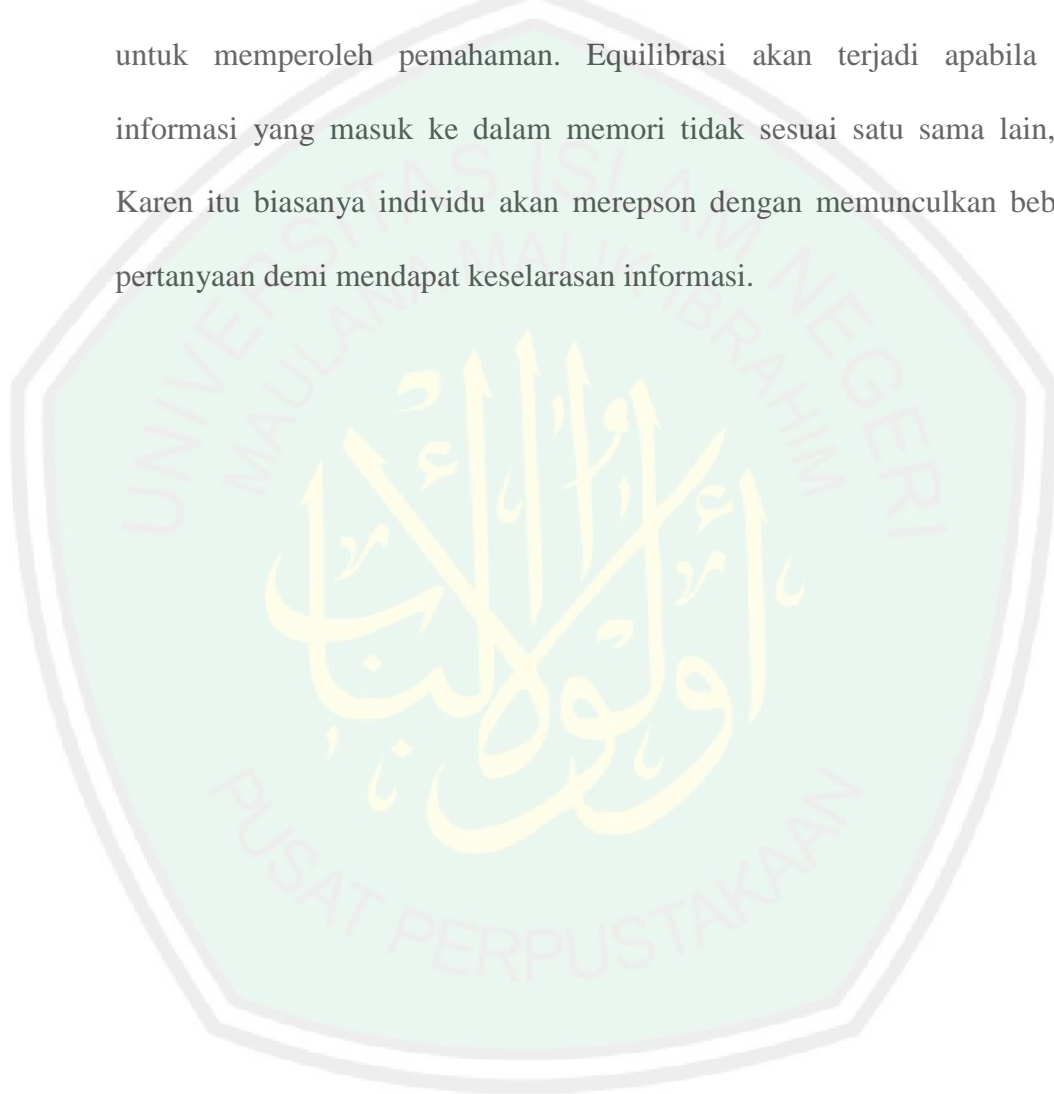 untuk memperoleh pemahaman. Equilibrasi akan terjadi apabila
informasi yang masuk ke dalam memori tidak sesuai satu sama lain,
Karen itu biasanya individu akan merepson dengan memunculkan beb
pertanyaan demi mendapat keselarasan informasi.
UNIVERSITAS ISLAM NEGERI
MAULANA MALIK IBRAHIM
أولو الألباب
PUSAT PERPUSTAKAAN